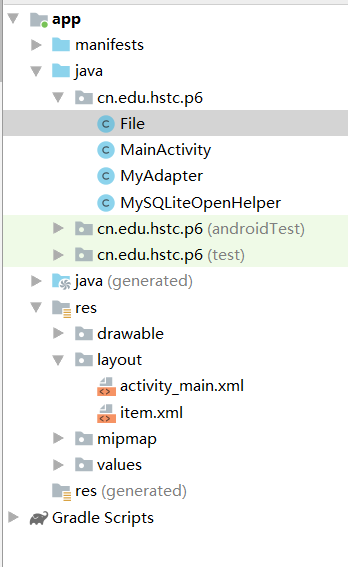 app
manifests
java
cn.edu.hstc.p6
File
MainActivity
MyAdapter
MySQLiteOpenHelper
cn.edu.hstc.p6 (androidTest)
cn.edu.hstc.p6 (test)
java (generated)
res
drawable
layout
activity_main.xml
item.xml
mipmap
values
res (generated)
Gradle Scripts